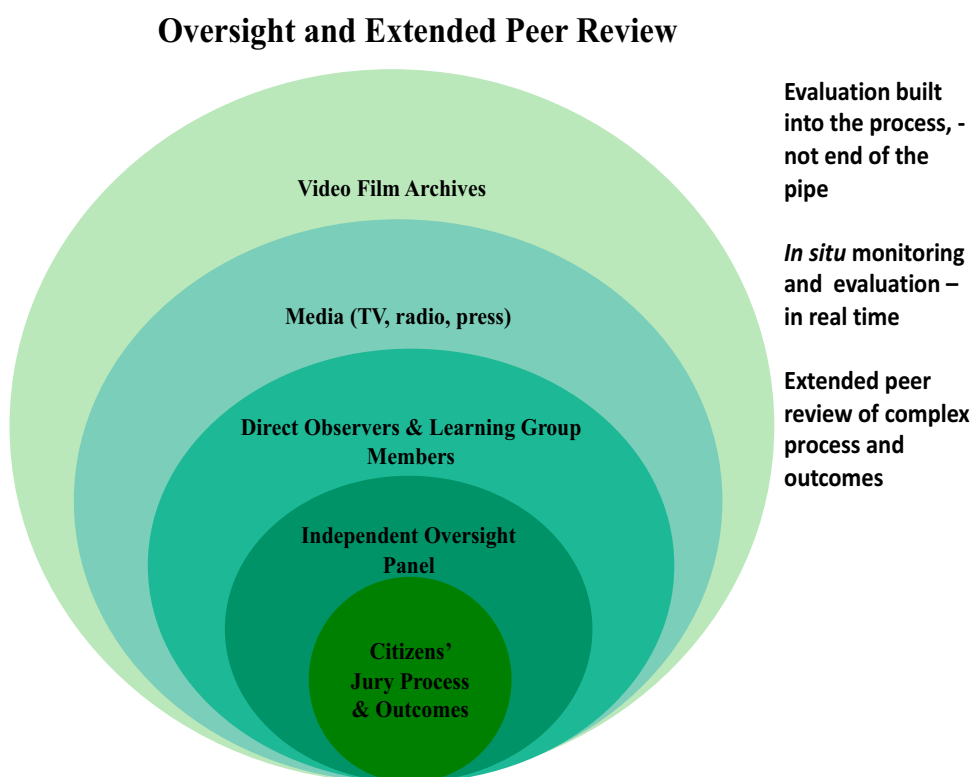 Oversight and Extended Peer Review
Video Film Archives
Media (TV, radio, press)
Direct Observers & Learning Group
Members
Independent Oversight
Panel
Citizens’
Jury Process
& Outcomes
Evaluation built
into the process, -
not end of the
pipe
In situ monitoring
and evaluation –
in real time
Extended peer
review of complex
process and
outcomes